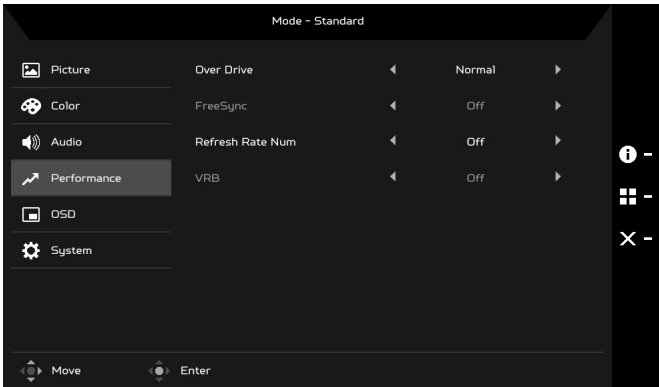 Mode - Standard
Picture
Over Drive Normal
Color
FreeSync Off
Audio
Refresh Rate Num Off
Performance
VRB Off
OSD
System
Move Enter